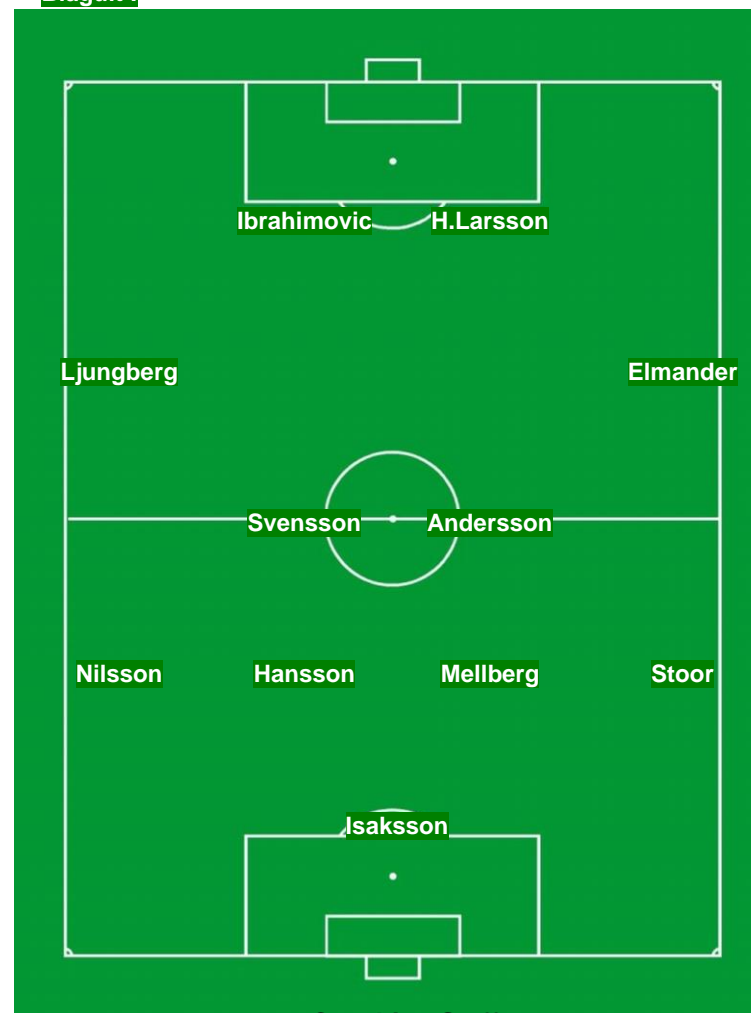 Ibrahimovic H.Larsson
Ljungberg Elmander
Svensson Andersson
Nilsson Hansson Mellberg Stoor
Isaksson